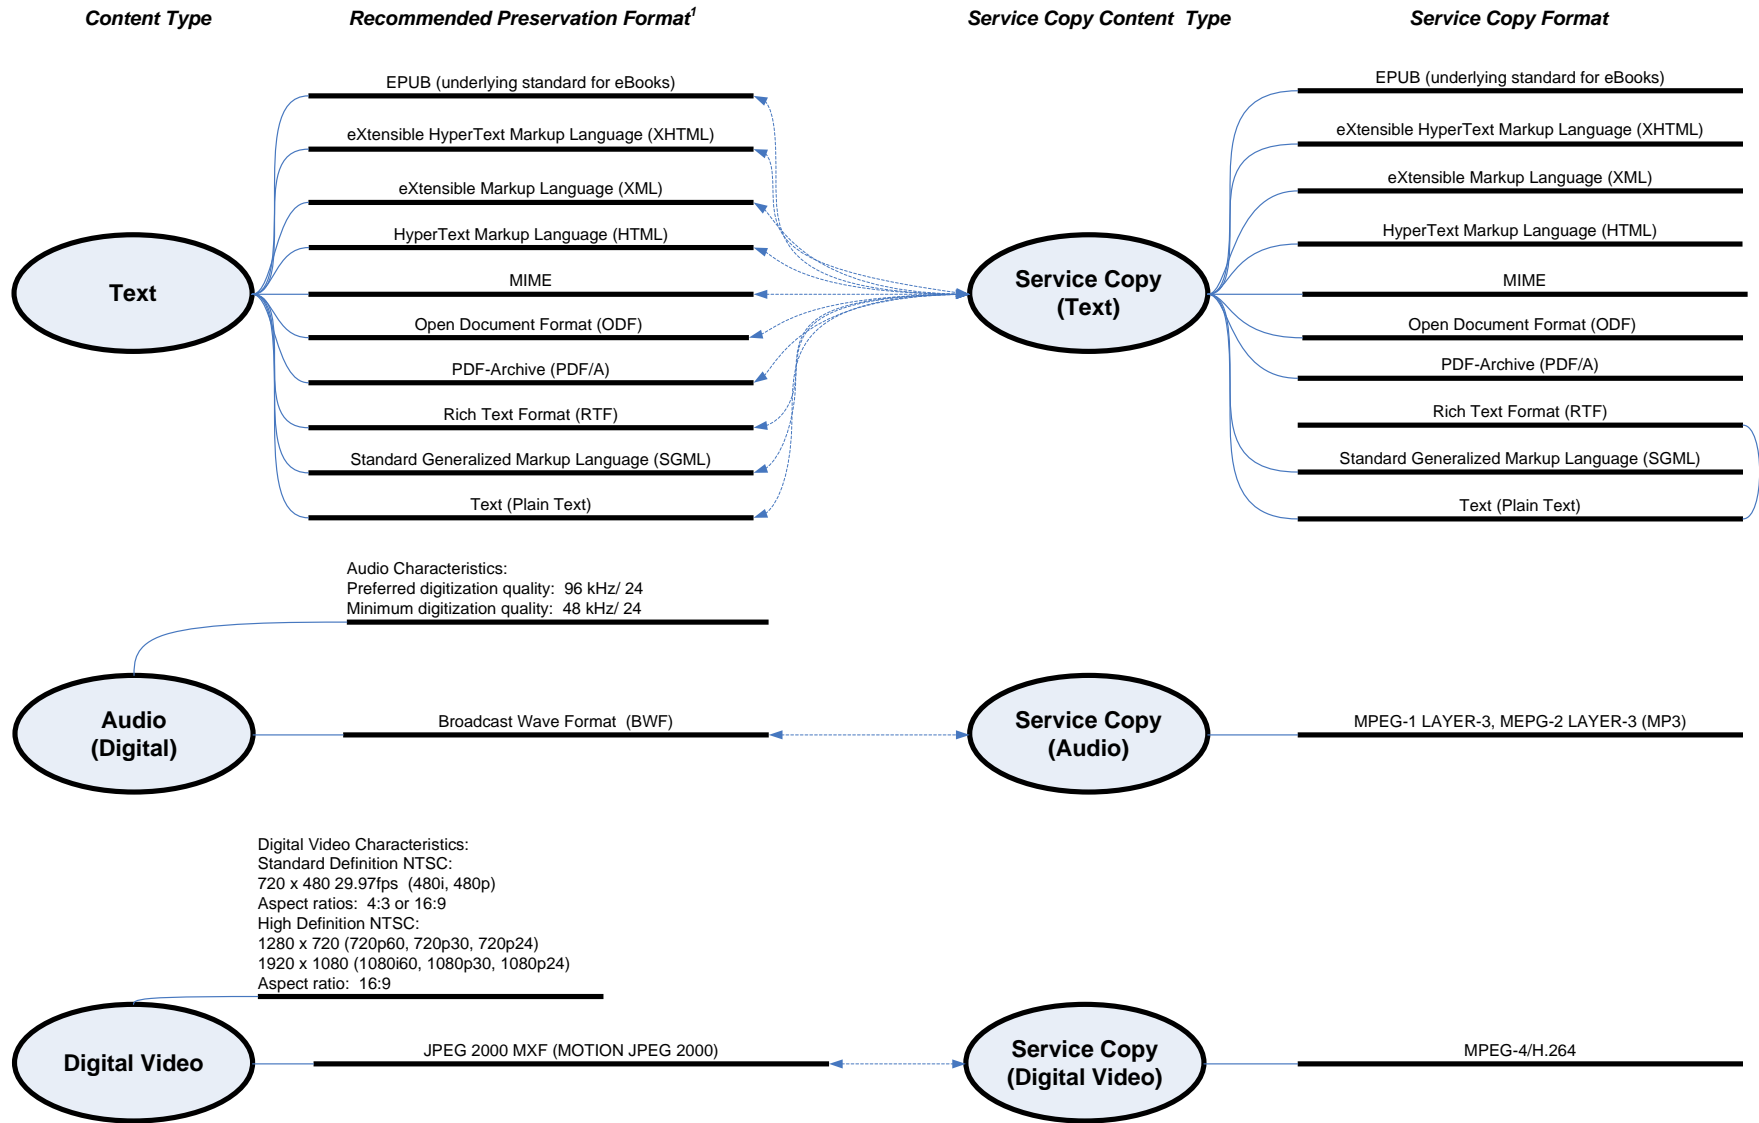 Content Type
Recommended Preservation Format1
Service Copy Content Type
Service Copy Format
Text
EPUB (underlying standard for eBooks)
eXtensible HyperText Markup Language (XHTML)
eXtensible Markup Language (XML)
HyperText Markup Language (HTML)
MIME
Open Document Format (ODF)
PDF-Archive (PDF/A)
Rich Text Format (RTF)
Standard Generalized Markup Language (SGML)
Text (Plain Text)
Service Copy
(Text)
EPUB (underlying standard for eBooks)
eXtensible HyperText Markup Language (XHTML)
eXtensible Markup Language (XML)
HyperText Markup Language (HTML)
MIME
Open Document Format (ODF)
PDF-Archive (PDF/A)
Rich Text Format (RTF)
Standard Generalized Markup Language (SGML)
Text (Plain Text)
Audio Characteristics:
Preferred digitization quality: 96 kHz/ 24
Minimum digitization quality: 48 kHz/ 24
Audio
(Digital)
Broadcast Wave Format (BWF)
Service Copy
(Audio)
MPEG-1 LAYER-3, MEPG-2 LAYER-3 (MP3)
Digital Video Characteristics:
Standard Definition NTSC:
720 x 480 29.97fps (480i, 480p)
Aspect ratios: 4:3 or 16:9
High Definition NTSC:
1280 x 720 (720p60, 720p30, 720p24)
1920 x 1080 (1080i60, 1080p30, 1080p24)
Aspect ratio: 16:9
Digital Video
JPEG 2000 MXF (MOTION JPEG 2000)
Service Copy
(Digital Video)
MPEG-4/H.264